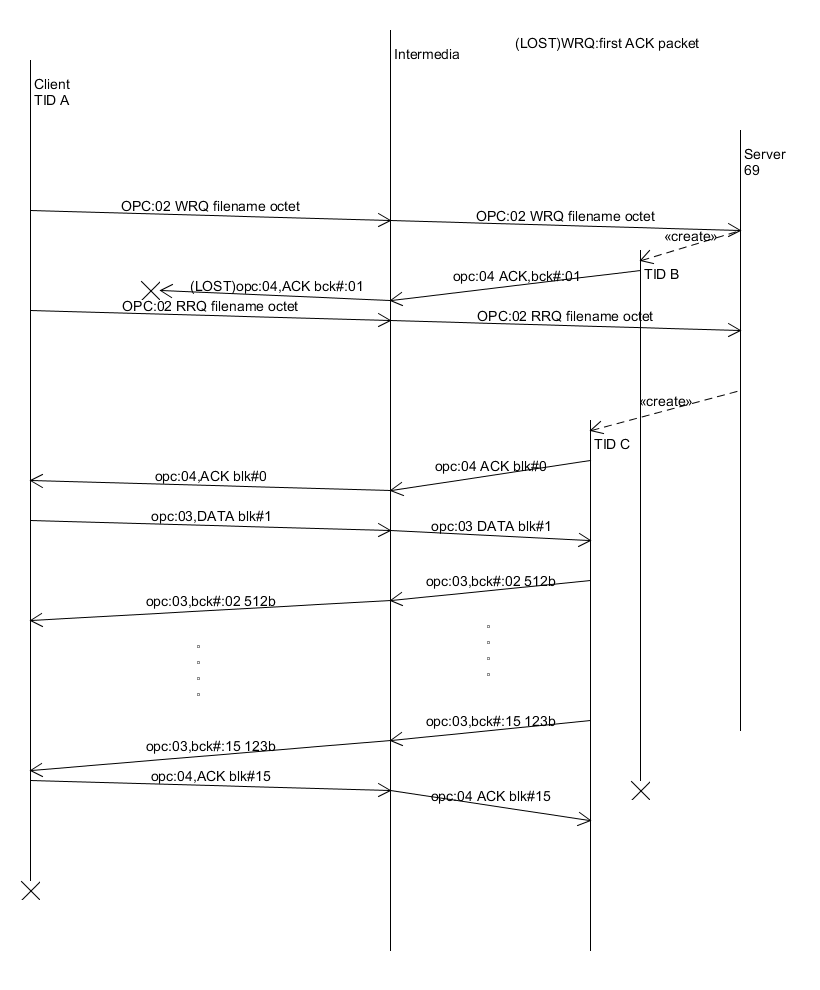 (LOST)WRQ:first ACK packet
Intermedia
Client
TID A
Server
69
OPC:02 WRQ filename octet
OPC:02 WRQ filename octet
«create»
TID B
opc:04 ACK,bck#:01
(LOST)opc:04,ACK bck#:01
OPC:02 RRQ filename octet
OPC:02 RRQ filename octet
«create»
TID C
opc:04 ACK blk#0
opc:04,ACK blk#0
opc:03,DATA blk#1
opc:03 DATA blk#1
opc:03,bck#:02 512b
opc:03,bck#:02 512b
opc:03,bck#:15 123b
opc:03,bck#:15 123b
opc:04,ACK blk#15
opc:04 ACK blk#15